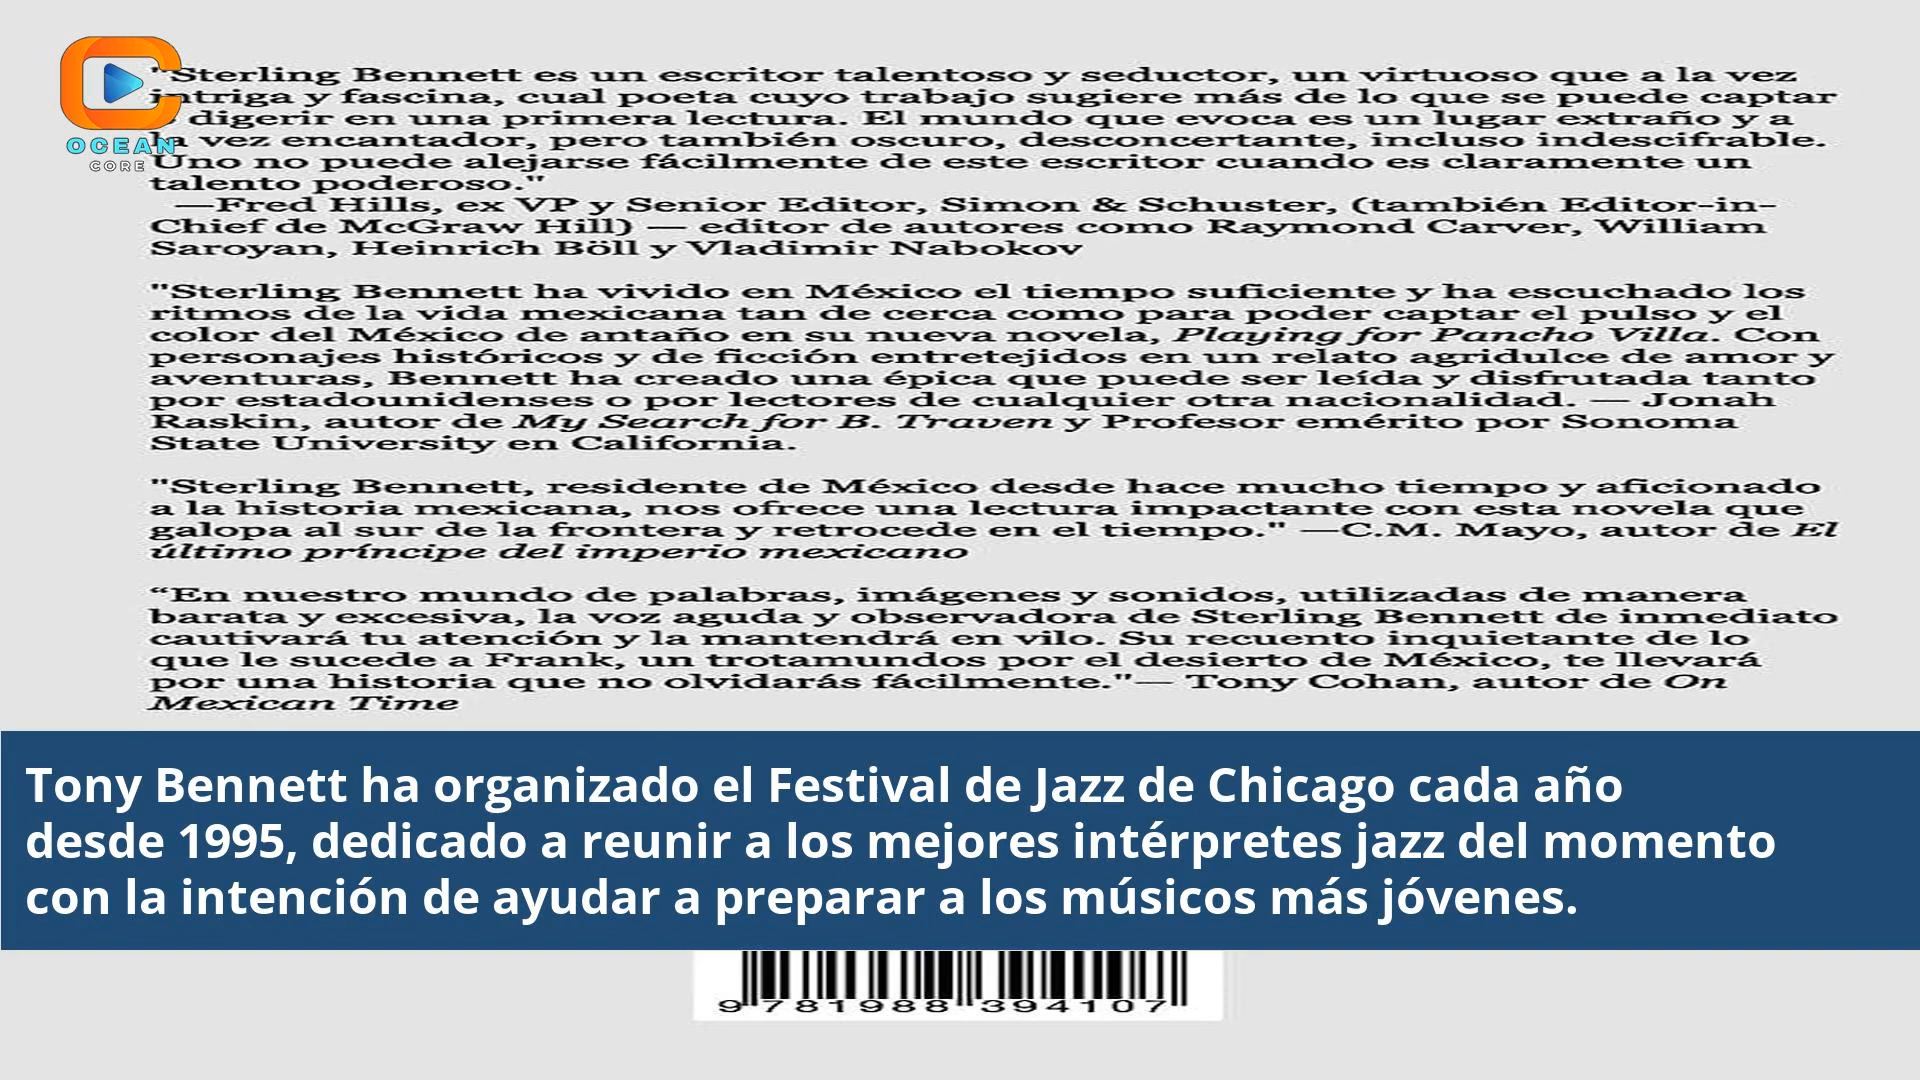 OCEAN
CORE
"Sterling Bennett es un escritor talentoso y seductor, un virtuoso que a la vez
intriga y fascina, cual poeta cuyo trabajo sugiere más de lo que se puede captar
digerir en una primera lectura. El mundo que evoca es un lugar extraño y a
la vez encantador, pero también oscuro, desconcertante, incluso indescifrable.
Uno no puede alejarse fácilmente de este escritor cuando es claramente un
talento poderoso."
—Fred Hills, ex VP y Senior Editor, Simon & Schuster, (también Editor-in-
Chief de McGraw Hill) — editor de autores como Raymond Carver, William
Saroyan, Heinrich Böll y Vladimir Nabokov
"Sterling Bennett ha vivido en México el tiempo suficiente y ha escuchado los
ritmos de la vida mexicana tan de cerca como para poder captar el pulso y el
color del México de antaño en su nueva novela, Playing for Pancho Villa. Con
personajes históricos y de ficción entretejidos en un relato agridulce de amor y
aventuras, Bennett ha creado una épica que puede ser leída y disfrutada tanto
por estadounidenses o por lectores de cualquier otra nacionalidad. — Jonah
Raskin, autor de My Search for B. Traven y Profesor emérito por Sonoma
State University en California.
"Sterling Bennett, residente de México desde hace mucho tiempo y aficionado
a la historia mexicana, nos ofrece una lectura impactante con esta novela que
galopa al sur de la frontera y retrocede en el tiempo." —C.M. Mayo, autor de El
último príncipe del imperio mexicano
“En nuestro mundo de palabras, imágenes y sonidos, utilizadas de manera
barata y excesiva, la voz aguda y observadora de Sterling Bennett de inmediato
cautivará tu atención y la mantendrá en vilo. Su recuento inquietante de lo
que le sucede a Frank, un trotamundos por el desierto de México, te llevará
por una historia que no olvidarás fácilmente."— Tony Cohan, autor de On
Mexican Time
Tony Bennett ha organizado el Festival de Jazz de Chicago cada año
desde 1995, dedicado a reunir a los mejores intérpretes jazz del momento
con la intención de ayudar a preparar a los músicos más jóvenes.
9 781988 394107